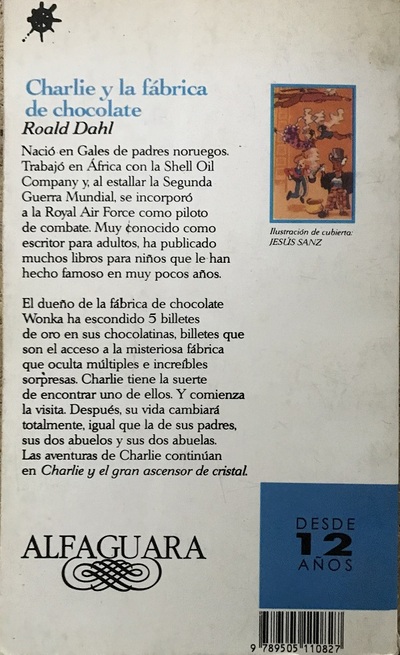 Charlie y la fábrica
de chocolate
Roald Dahl
Nació en Gales de padres noruegos.
Trabajó en África con la Shell Oil
Company y, al estallar la Segunda
Guerra Mundial, se incorporó
a la Royal Air Force como piloto
de combate. Muy conocido como
escritor para adultos, ha publicado
muchos libros para niños que le han
hecho famoso en muy pocos años.
El dueño de la fábrica de chocolate
Wonka ha escondido 5 billetes
de oro en sus chocolatinas, billetes que
son el acceso a la misteriosa fábrica
que oculta múltiples e increíbles
sorpresas. Charlie tiene la suerte
de encontrar uno de ellos. Y comienza
la visita. Después, su vida cambiará
totalmente, igual que la de sus padres,
sus dos abuelos y sus dos abuelas.
Las aventuras de Charlie continúan
en Charlie y el gran ascensor de cristal.
Ilustración de cubierta:
JESÚS SANZ
ALFAGUARA
DESDE
12
AÑOS
9 789505 110827